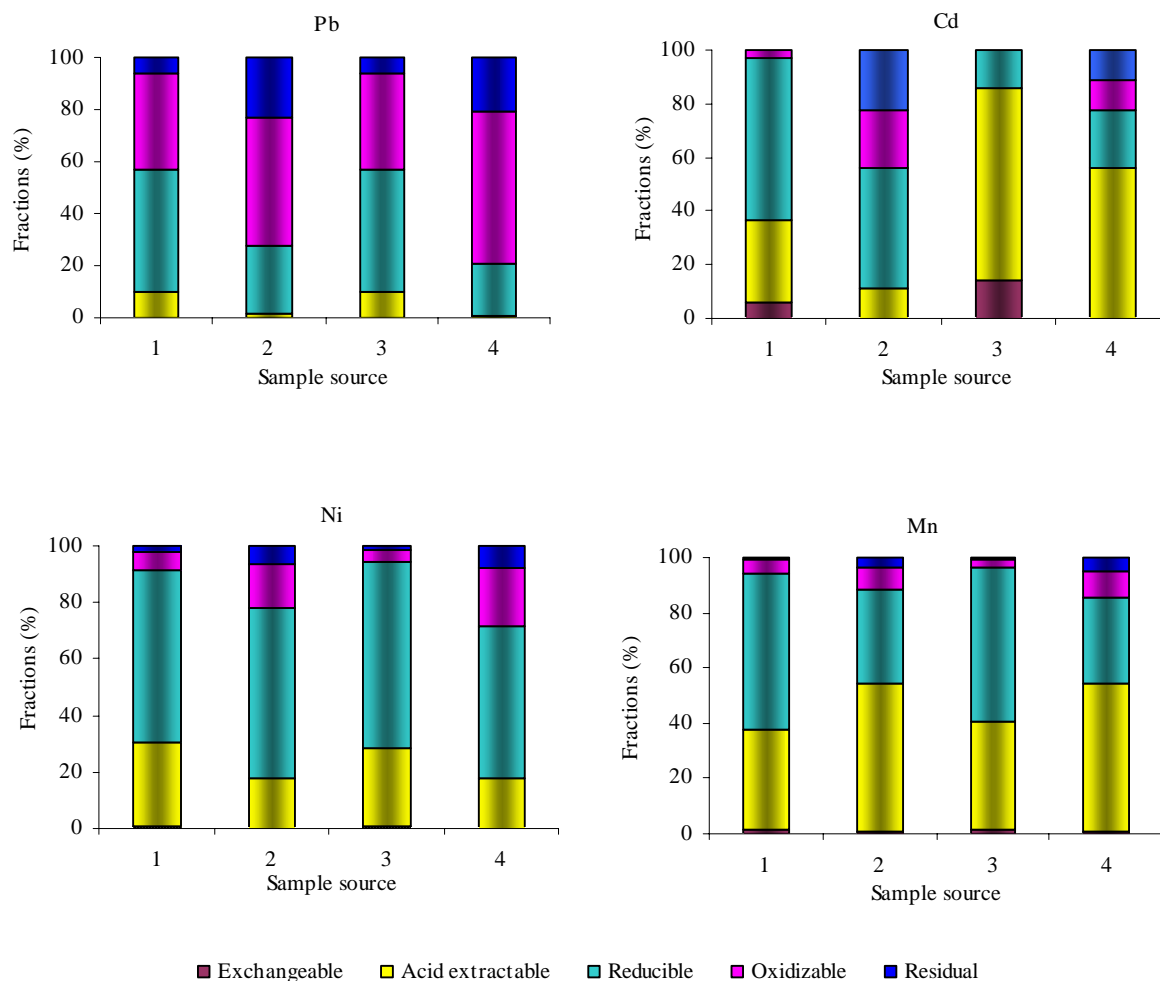 Pb
100
80
60
40
20
0
Fractions (%)
1 2 3 4
Sample source
Cd
100
80
60
40
20
0
Fractions (%)
1 2 3 4
Sample source
Ni
100
80
60
40
20
0
Fractions (%)
1 2 3 4
Sample source
Mn
100
80
60
40
20
0
Fractions (%)
1 2 3 4
Sample source
Exchangeable Acid extractable Reducible Oxidizable Residual